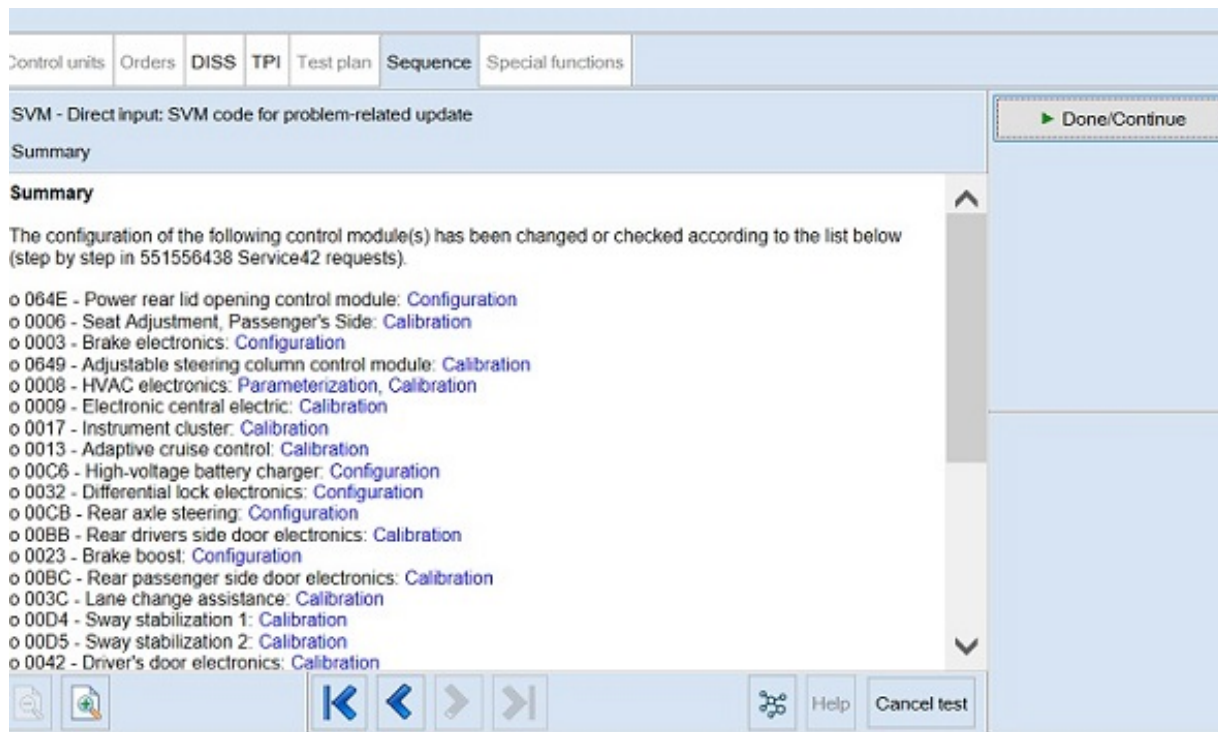 Control units Orders DISS TPI Test plan Sequence Special functions
SVM - Direct input: SVM code for problem-related update
Done/Continue
Summary
Summary
The configuration of the following control module(s) has been changed or checked according to the list below
(step by step in 551556438 Service42 requests).
o 064E - Power rear lid opening control module: Configuration
o 0006 - Seat Adjustment, Passenger's Side: Calibration
o 0003 - Brake electronics: Configuration
o 0649 - Adjustable steering column control module: Calibration
o 0008 - HVAC electronics: Parameterization, Calibration
o 0009 - Electronic central electric: Calibration
o 0017 - Instrument cluster: Calibration
o 0013 - Adaptive cruise control: Calibration
o 00C6 - High-voltage battery charger: Configuration
o 0032 - Differential lock electronics: Configuration
o 00CB - Rear axle steering: Configuration
o 00BB - Rear drivers side door electronics: Calibration
o 0023 - Brake boost: Configuration
o 00BC - Rear passenger side door electronics: Calibration
o 003C - Lane change assistance: Calibration
o 00D4 - Sway stabilization 1: Calibration
o 00D5 - Sway stabilization 2: Calibration
o 0042 - Driver's door electronics: Calibration
Help Cancel test